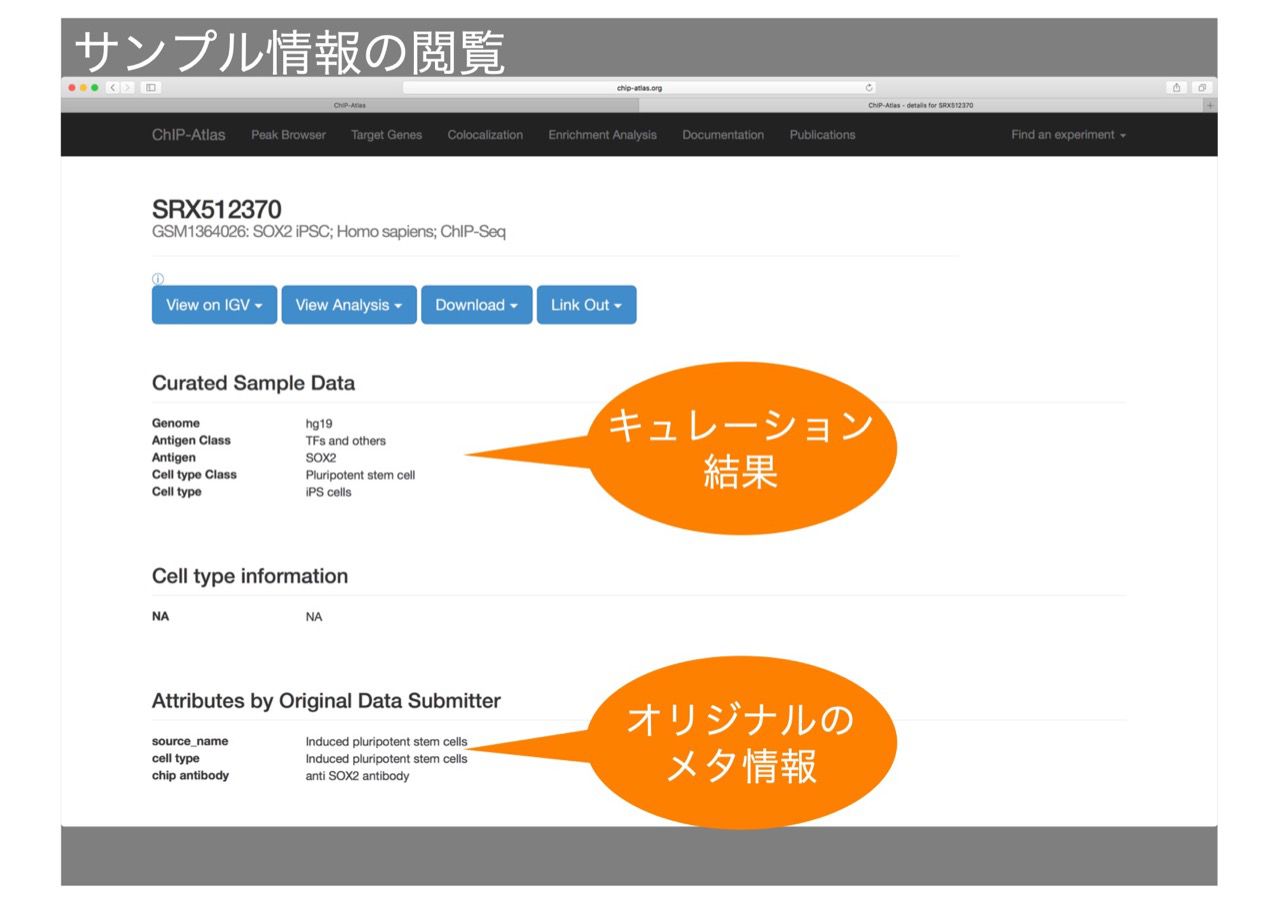 サンプル情報の閲覧
chip-atlas.org
ChIP-Atlas
ChIP-Atlas - details for SRX512370
ChIP-Atlas Peak Browser Target Genes Colocalization Enrichment Analysis Documentation Publications Find an experiment
SRX512370
GSM1364026: SOX2 iPSC; Homo sapiens; ChIP-Seq
View on IGV View Analysis Download Link Out
Curated Sample Data
Genome hg19
Antigen Class TFs and others
Antigen SOX2
Cell type Class Pluripotent stem cell
Cell type iPS cells
キュレーション
結果
Cell type information
NA NA
Attributes by Original Data Submitter
source_name Induced pluripotent stem cells
cell type Induced pluripotent stem cells
chip antibody anti SOX2 antibody
オリジナルの
メタ情報